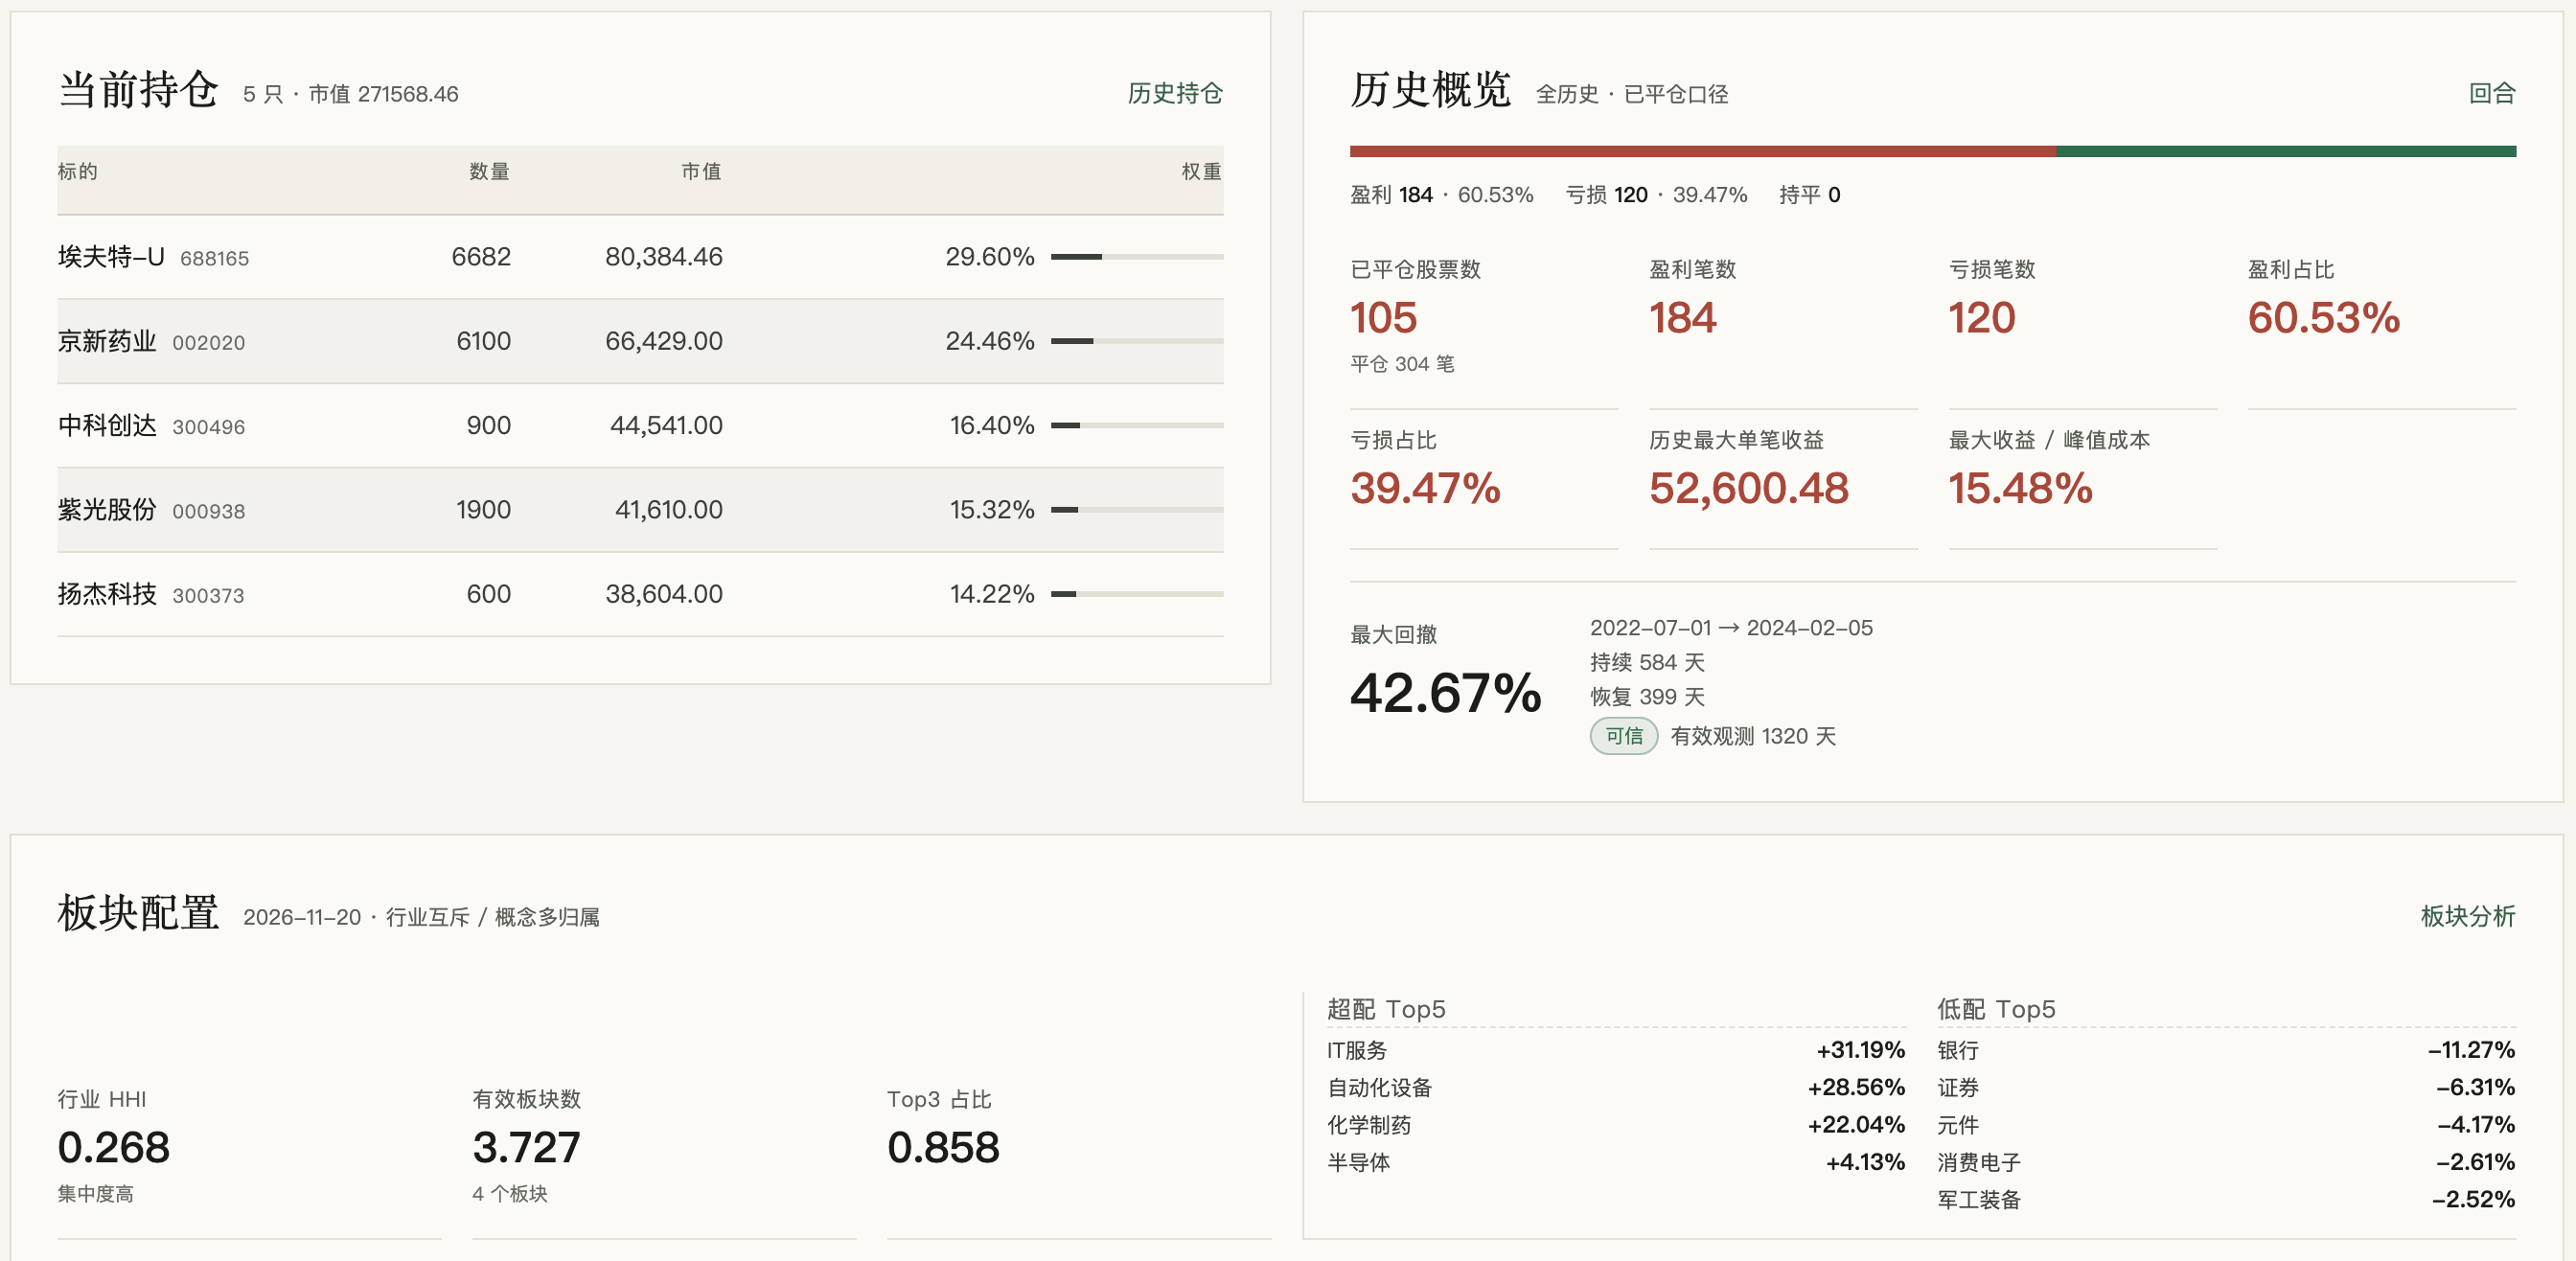 当前持仓 5 只 · 市值 271568.46 历史持仓
标的 数量 市值 权重
埃夫特-U 688165 6682 80,384.46 29.60%
京新药业 002020 6100 66,429.00 24.46%
中科创达 300496 900 44,541.00 16.40%
紫光股份 000938 1900 41,610.00 15.32%
扬杰科技 300373 600 38,604.00 14.22%
历史概览 全历史 · 已平仓口径 回合
盈利 184 · 60.53% 亏损 120 · 39.47% 持平 0
已平仓股票数 盈利笔数 亏损笔数 盈利占比
105 184 120 60.53%
平仓 304 笔
亏损占比 历史最大单笔收益 最大收益 / 峰值成本
39.47% 52,600.48 15.48%
最大回撤
42.67%
2022-07-01 → 2024-02-05
持续 584 天
恢复 399 天
可信 有效观测 1320 天
板块配置 2026-11-20 · 行业互斥 / 概念多归属 板块分析
行业 HHI 有效板块数 Top3 占比
0.268 3.727 0.858
集中度高 4 个板块
超配 Top5
IT服务 +31.19%
自动化设备 +28.56%
化学制药 +22.04%
半导体 +4.13%
低配 Top5
银行 -11.27%
证券 -6.31%
元件 -4.17%
消费电子 -2.61%
军工装备 -2.52%